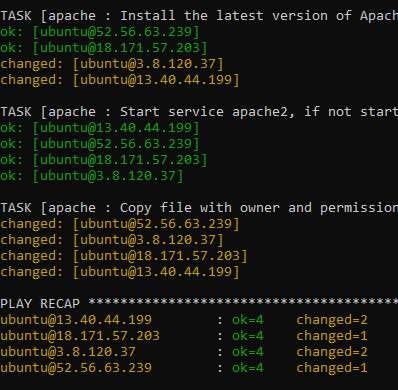 TASK [apache : Install the latest version of Apach
ok: [ubuntu@52.56.63.239]
ok: [ubuntu@18.171.57.203]
changed: [ubuntu@3.8.120.37]
changed: [ubuntu@13.40.44.199]
TASK [apache : Start service apache2, if not start
ok: [ubuntu@13.40.44.199]
ok: [ubuntu@52.56.63.239]
ok: [ubuntu@18.171.57.203]
ok: [ubuntu@3.8.120.37]
TASK [apache : Copy file with owner and permission
changed: [ubuntu@52.56.63.239]
changed: [ubuntu@3.8.120.37]
changed: [ubuntu@18.171.57.203]
changed: [ubuntu@13.40.44.199]
PLAY RECAP ***************************************
ubuntu@13.40.44.199 : ok=4 changed=2
ubuntu@18.171.57.203 : ok=4 changed=1
ubuntu@3.8.120.37 : ok=4 changed=2
ubuntu@52.56.63.239 : ok=4 changed=1